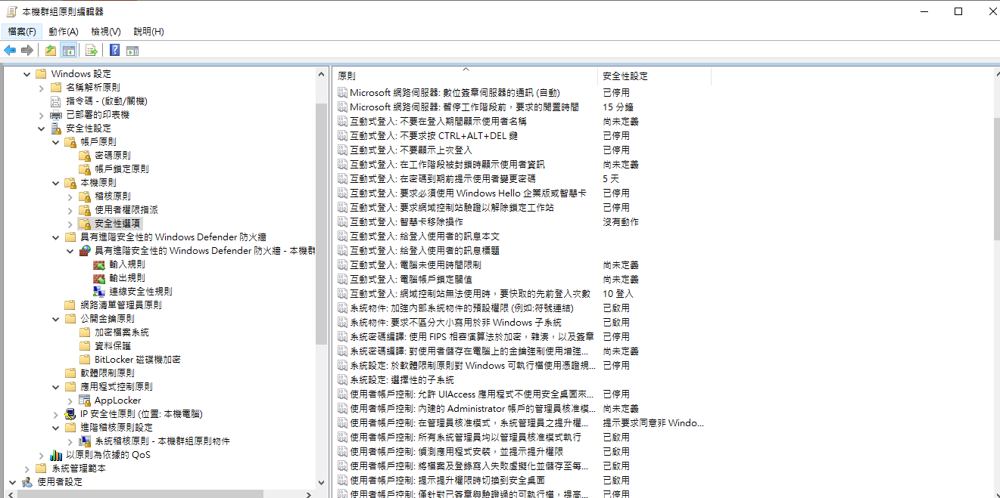 本機群組原則編輯器
檔案(F) 動作(A) 檢視(V) 說明(H)
Windows 設定
名稱解析原則
指令碼 - (啟動/關機)
已部署的印表機
安全性設定
帳戶原則
密碼原則
帳戶鎖定原則
本機原則
稽核原則
使用者權限指派
安全性選項
具有進階安全性的 Windows Defender 防火牆
具有進階安全性的 Windows Defender 防火牆 - 本機群
輸入規則
輸出規則
連線安全性規則
網路清單管理員原則
公開金鑰原則
加密檔案系統
資料保護
BitLocker 磁碟機加密
軟體限制原則
應用程式控制原則
AppLocker
IP 安全性原則 (位置: 本機電腦)
進階稽核原則設定
系統稽核原則 - 本機群組原則物件
以原則為依據的 QoS
系統管理範本
使用者設定
原則 安全性設定
Microsoft 網路伺服器: 數位簽章伺服器的通訊 (自動) 已停用
Microsoft 網路伺服器: 暫停工作階段前，要求的閒置時間 15 分鐘
互動式登入: 不要在登入期間顯示使用者名稱 尚未定義
互動式登入: 不要求按 CTRL+ALT+DEL 鍵 已停用
互動式登入: 不要顯示上次登入 已停用
互動式登入: 在工作階段被封鎖時顯示使用者資訊 尚未定義
互動式登入: 在密碼到期前提示使用者變更密碼 5 天
互動式登入: 要求必須使用 Windows Hello 企業版或智慧卡 已停用
互動式登入: 要求網域控制站驗證以解除鎖定工作站 已停用
互動式登入: 智慧卡移除操作 沒有動作
互動式登入: 給登入使用者的訊息本文
互動式登入: 給登入使用者的訊息標題
互動式登入: 電腦未使用時間限制 尚未定義
互動式登入: 電腦帳戶鎖定閾值 尚未定義
互動式登入: 網域控制站無法使用時，要快取的先前登入次數 10 登入
系統物件: 加強內部系統物件的預設權限 (例如:符號連結) 已啟用
系統物件: 要求不區分大小寫用於非 Windows 子系統 已啟用
系統密碼編譯: 使用 FIPS 相容演算法於加密，雜湊，以及簽章 已停用
系統密碼編譯: 對使用者儲存在電腦上的金鑰強制使用增強... 尚未定義
系統設定: 於軟體限制原則對 Windows 可執行檔使用憑證規... 已停用
系統設定: 選擇性的子系統
使用者帳戶控制: 允許 UIAccess 應用程式不使用安全桌面來... 已停用
使用者帳戶控制: 內建的 Administrator 帳戶的管理員核准模... 尚未定義
使用者帳戶控制: 在管理員核准模式，系統管理員之提升權... 提示要求同意非 Windo...
使用者帳戶控制: 所有系統管理員均以管理員核准模式執行 已啟用
使用者帳戶控制: 偵測應用程式安裝，並提示提升權限 已啟用
使用者帳戶控制: 將檔案及登錄寫入失敗虛擬化並儲存至每... 已啟用
使用者帳戶控制: 提示提升權限時切換到安全桌面 已啟用
使用者帳戶控制: 僅針對已簽章與驗證過的可執行檔，提高... 已停用